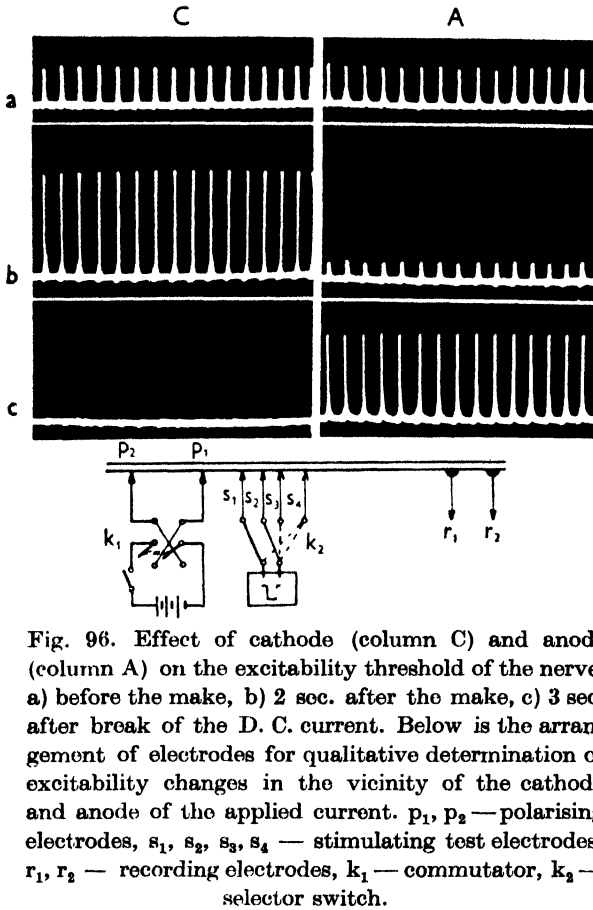 C A
a
b
c
p₂ p₁
s₁ s₂ s₃ s₄
k₁ k₂
r₁ r₂
Fig. 96. Effect of cathode (column C) and anod
(column A) on the excitability threshold of the nerve
a) before the make, b) 2 sec. after the make, c) 3 sec
after break of the D. C. current. Below is the arran
gement of electrodes for qualitative determination o
excitability changes in the vicinity of the cathod
and anode of the applied current. p₁, p₂ — polarising
electrodes, s₁, s₂, s₃, s₄ — stimulating test electrodes
r₁, r₂ — recording electrodes, k₁ — commutator, k₂ —
selector switch.